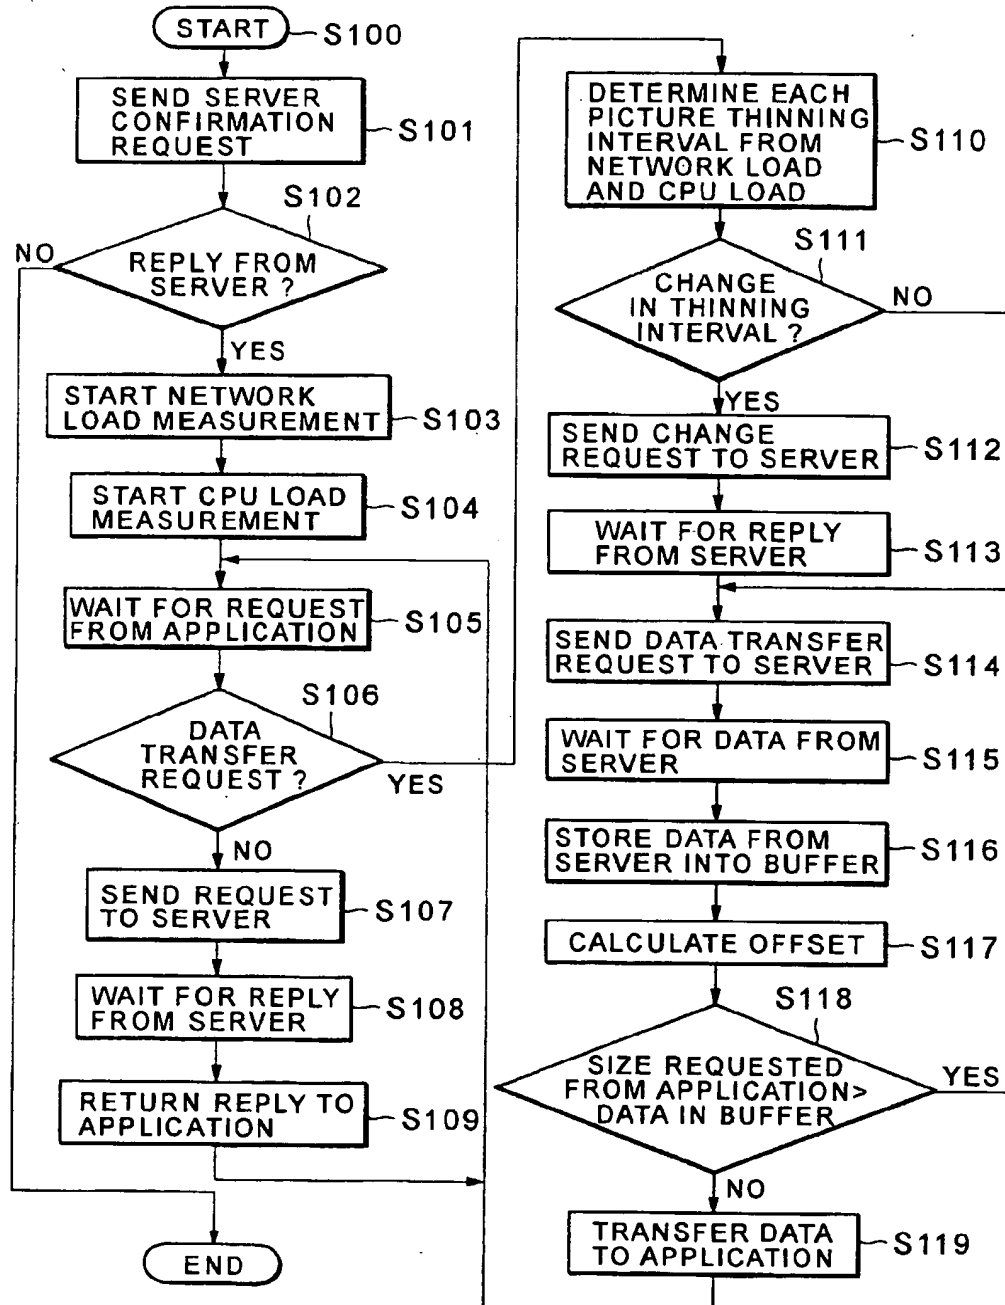 START
S100
SEND SERVER
CONFIRMATION
REQUEST
S101
S102
NO
REPLY FROM
SERVER ?
YES
START NETWORK
LOAD MEASUREMENT
S103
START CPU LOAD
MEASUREMENT
S104
WAIT FOR REQUEST
FROM APPLICATION
S105
S106
DATA
TRANSFER
REQUEST ?
YES
NO
SEND REQUEST
TO SERVER
S107
WAIT FOR REPLY
FROM SERVER
S108
RETURN REPLY TO
APPLICATION
S109
END
DETERMINE EACH
PICTURE THINNING
INTERVAL FROM
NETWORK LOAD
AND CPU LOAD
S110
S111
CHANGE
IN THINNING
INTERVAL ?
NO
YES
SEND CHANGE
REQUEST TO SERVER
S112
WAIT FOR REPLY
FROM SERVER
S113
SEND DATA TRANSFER
REQUEST TO SERVER
S114
WAIT FOR DATA FROM
SERVER
S115
STORE DATA FROM
SERVER INTO BUFFER
S116
CALCULATE OFFSET
S117
S118
SIZE REQUESTED
FROM APPLICATION>
DATA IN BUFFER
YES
NO
TRANSFER DATA
TO APPLICATION
S119